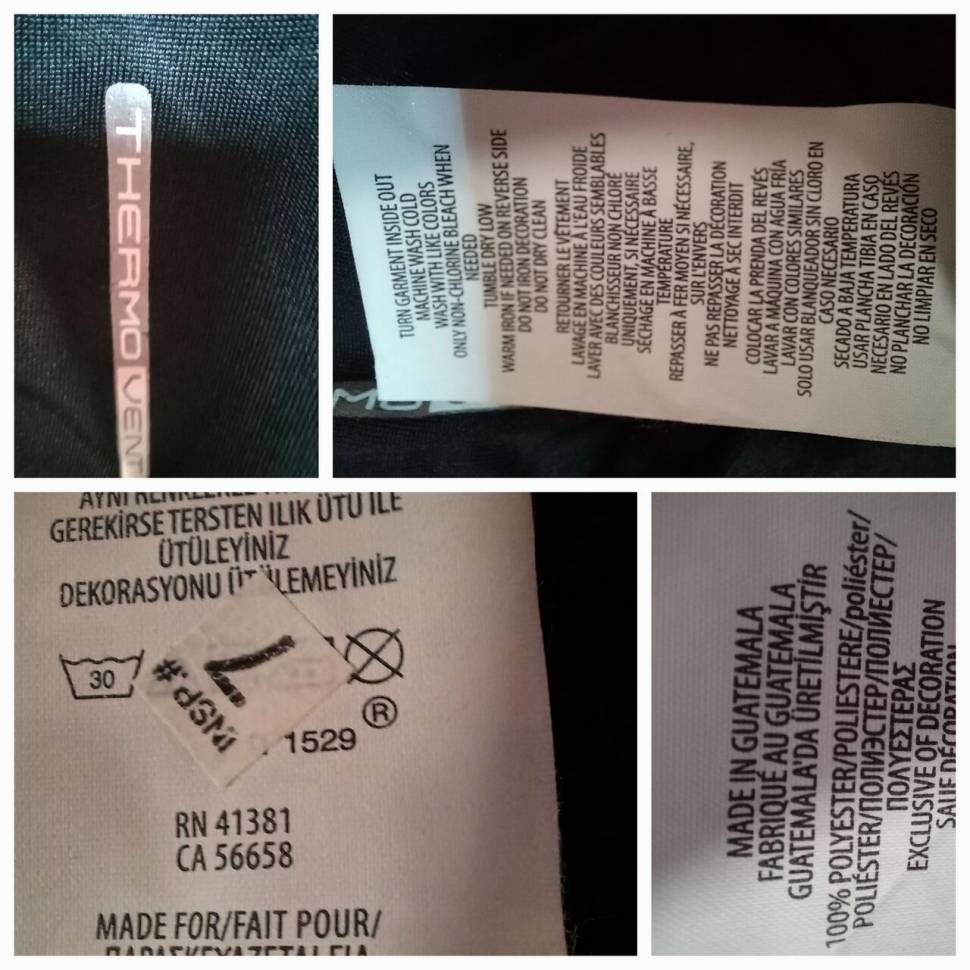 THERMO VENT
TURN GARMENT INSIDE OUT
MACHINE WASH COLD
WASH WITH LIKE COLORS
ONLY NON-CHLORINE BLEACH WHEN
NEEDED
TUMBLE DRY LOW
WARM IRON IF NEEDED ON REVERSE SIDE
DO NOT IRON DECORATION
DO NOT DRY CLEAN
RETOURNER LE VÊTEMENT
LAVAGE EN MACHINE À L'EAU FROIDE
LAVER AVEC DES COULEURS SEMBLABLES
BLANCHISSEUR NON CHLORÉ
UNIQUEMENT, SI NÉCESSAIRE
SÉCHAGE EN MACHINE À BASSE
TEMPÉRATURE
REPASSER À FER MOYEN SI NÉCESSAIRE,
SUR L'ENVERS
NE PAS REPASSER LA DÉCORATION
NETTOYAGE À SEC INTERDIT
COLOCAR LA PRENDA DEL REVÉS
LAVAR A MÁQUINA CON AGUA FRÍA
LAVAR CON COLORES SIMILARES
SOLO USAR BLANQUEADOR SIN CLORO EN
CASO NECESARIO
SECADO A BAJA TEMPERATURA
USAR PLANCHA TIBIA EN CASO
NECESARIO EN LADO DEL REVÉS
NO PLANCHAR LA DECORACIÓN
NO LIMPIAR EN SECO
MO
AYNI
GEREKİRSE TERSTEN ILIK ÜTÜ İLE
ÜTÜLEYİNİZ
DEKORASYONU ÜTÜLEMEYİNİZ
30
INSP.# 7
® 1529
RN 41381
CA 56658
MADE FOR/FAIT POUR/
MADE IN GUATEMALA
FABRIQUÉ AU GUATEMALA
GUATEMALA'DA ÜRETİLMİŞTİR
100% POLYESTER/POLIESTERE/poliéster/
POLIÉSTER/ПОЛИЭСТЕР/ПОЛИЕСТЕР/
ΠΟΛΥΕΣΤΕΡΑΣ
EXCLUSIVE OF DECORATION
SAUF DÉCORATION